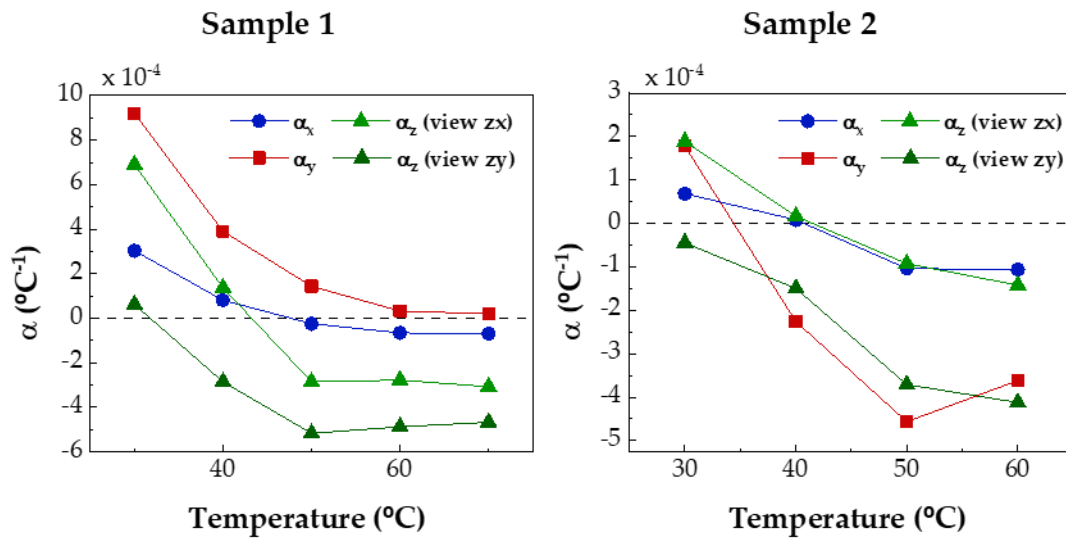 Sample 1
x 10-4
10
8
6
4
2
0
-2
-4
-6
αx
αy
αz (view zx)
αz (view zy)
α (ºC-1)
40
60
Temperature (ºC)
Sample 2
x 10-4
3
2
1
0
-1
-2
-3
-4
-5
αx
αy
αz (view zx)
αz (view zy)
α (ºC-1)
30
40
50
60
Temperature (ºC)